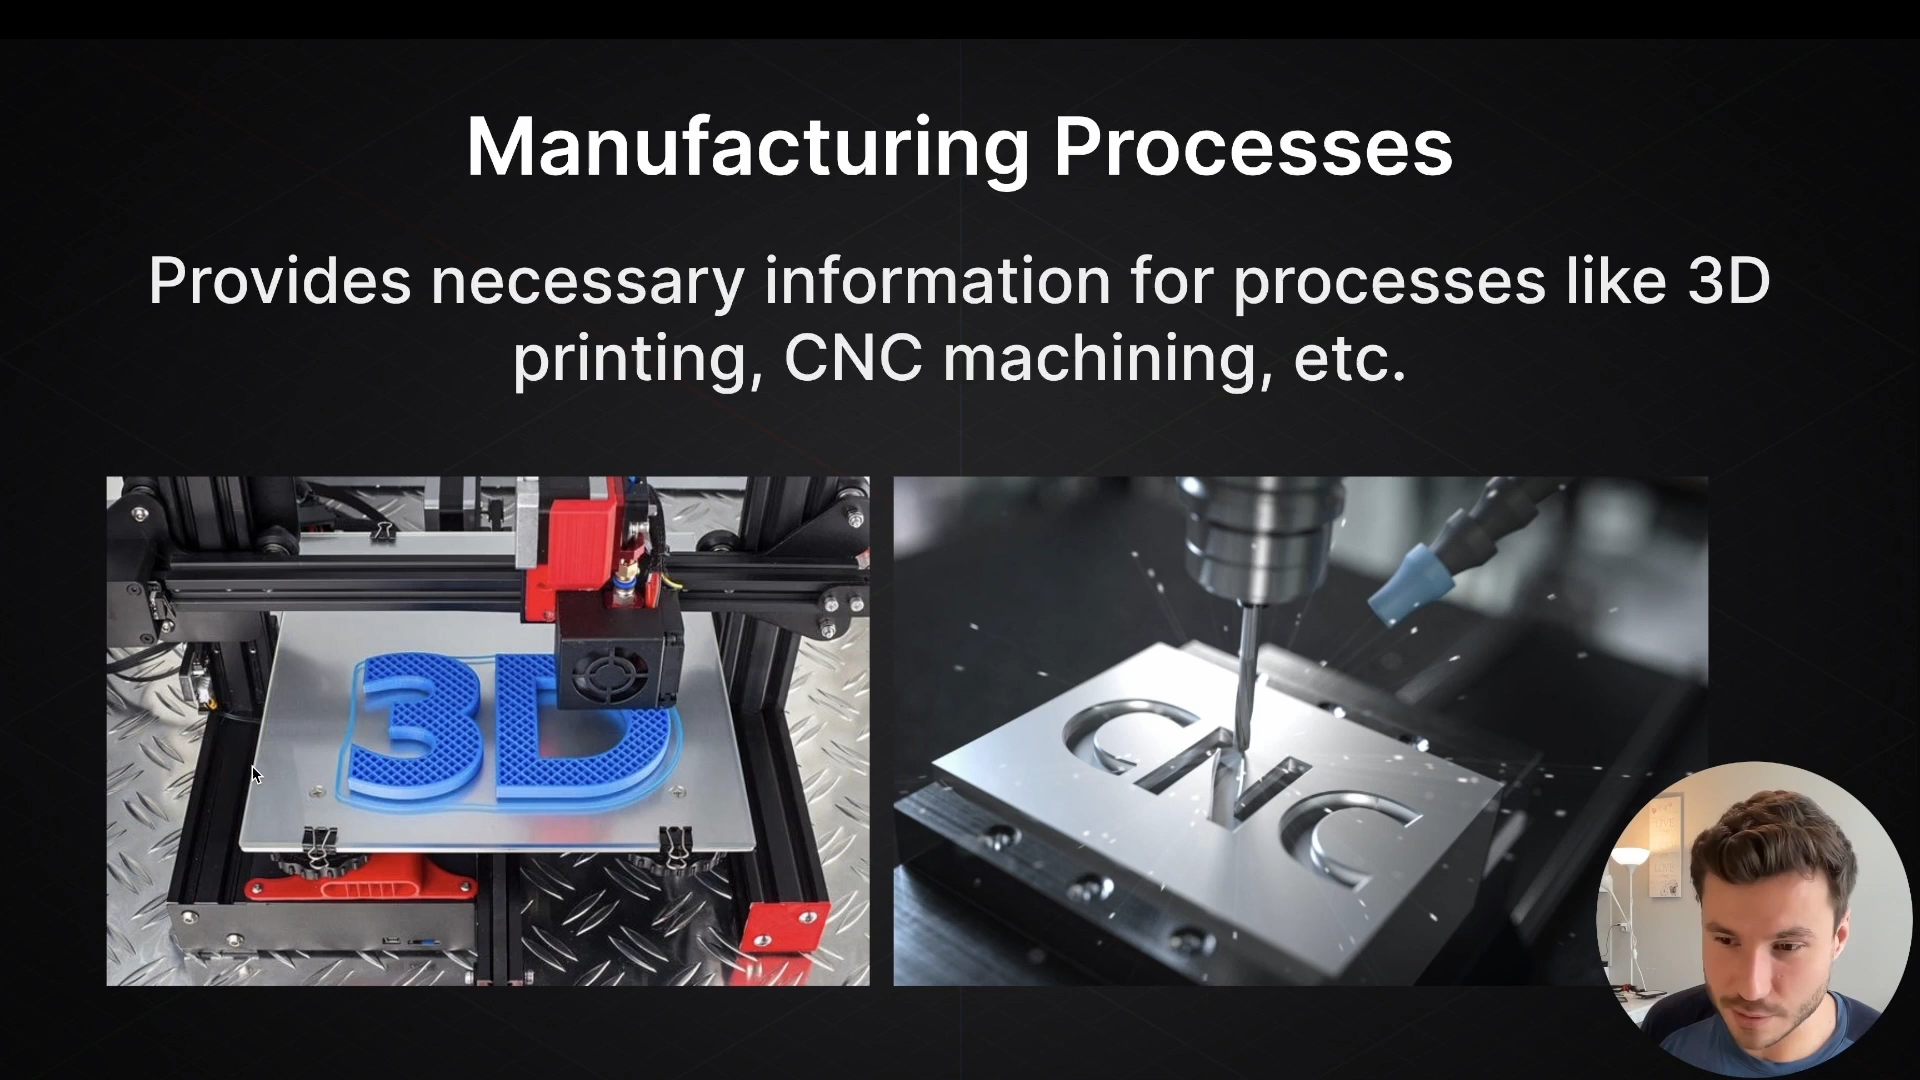 Manufacturing Processes
Provides necessary information for processes like 3D
printing, CNC machining, etc.
3D
CNC